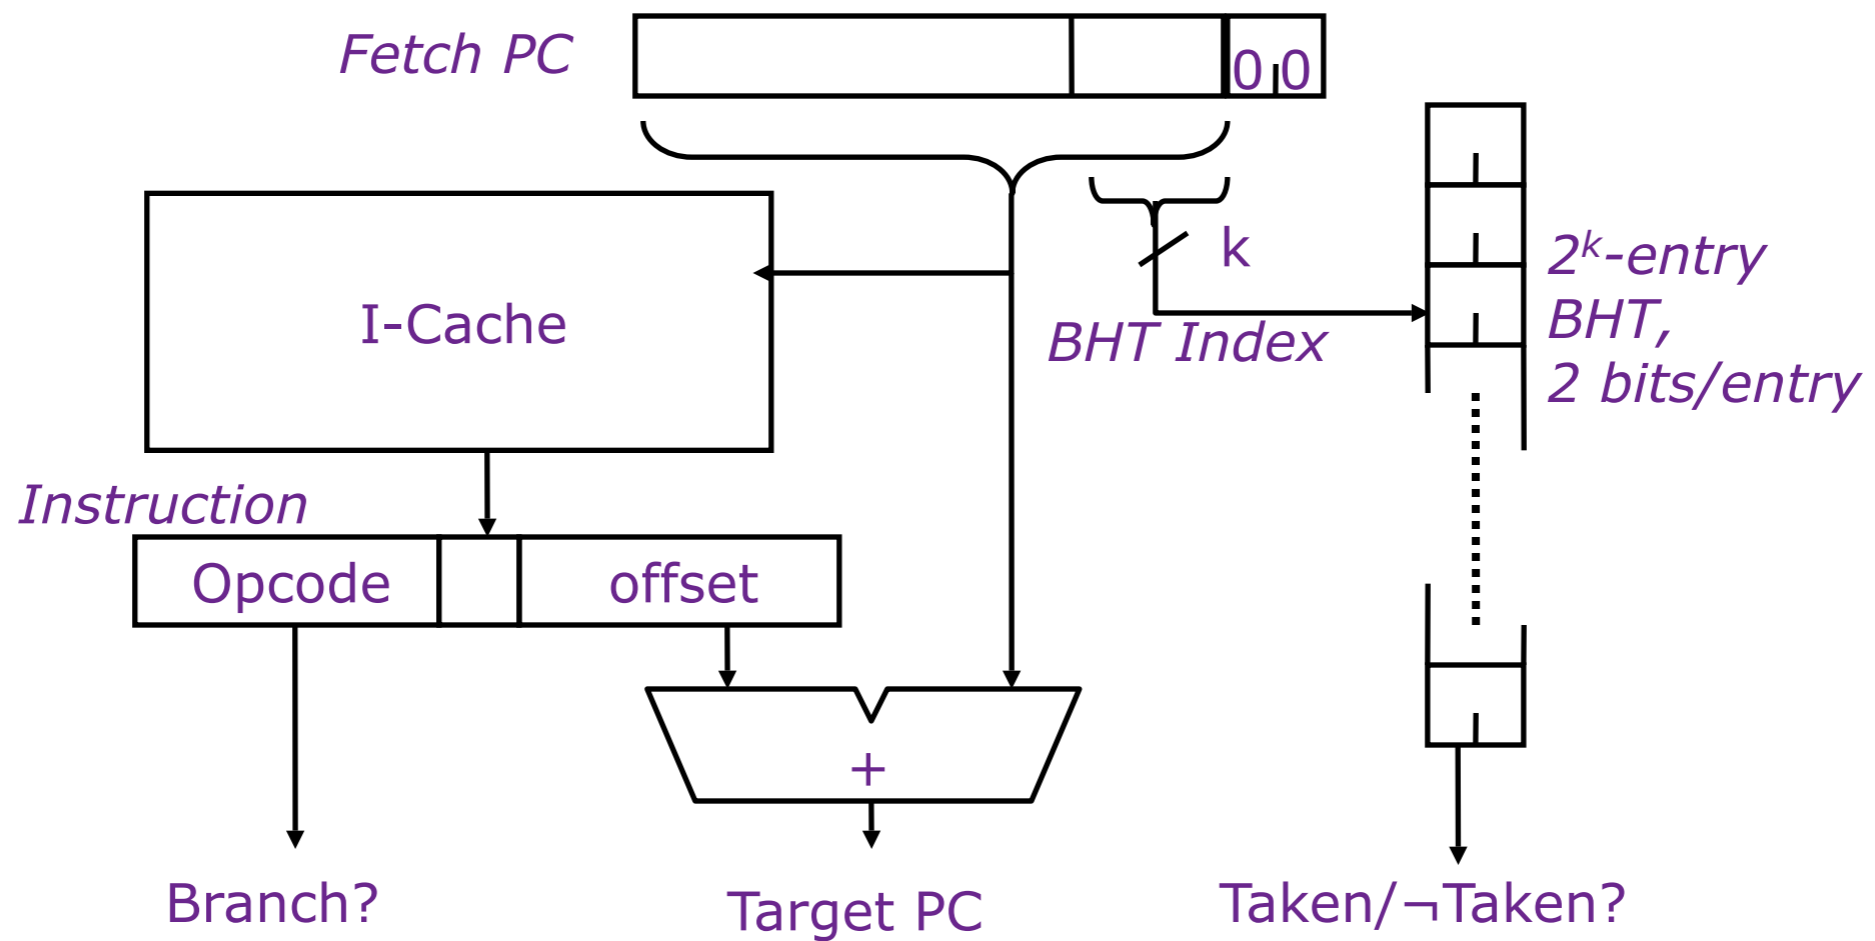 Fetch PC
0 0
k
2ᵏ-entry
BHT,
2 bits/entry
I-Cache
BHT Index
Instruction
Opcode
offset
+
Branch?
Target PC
Taken/¬Taken?